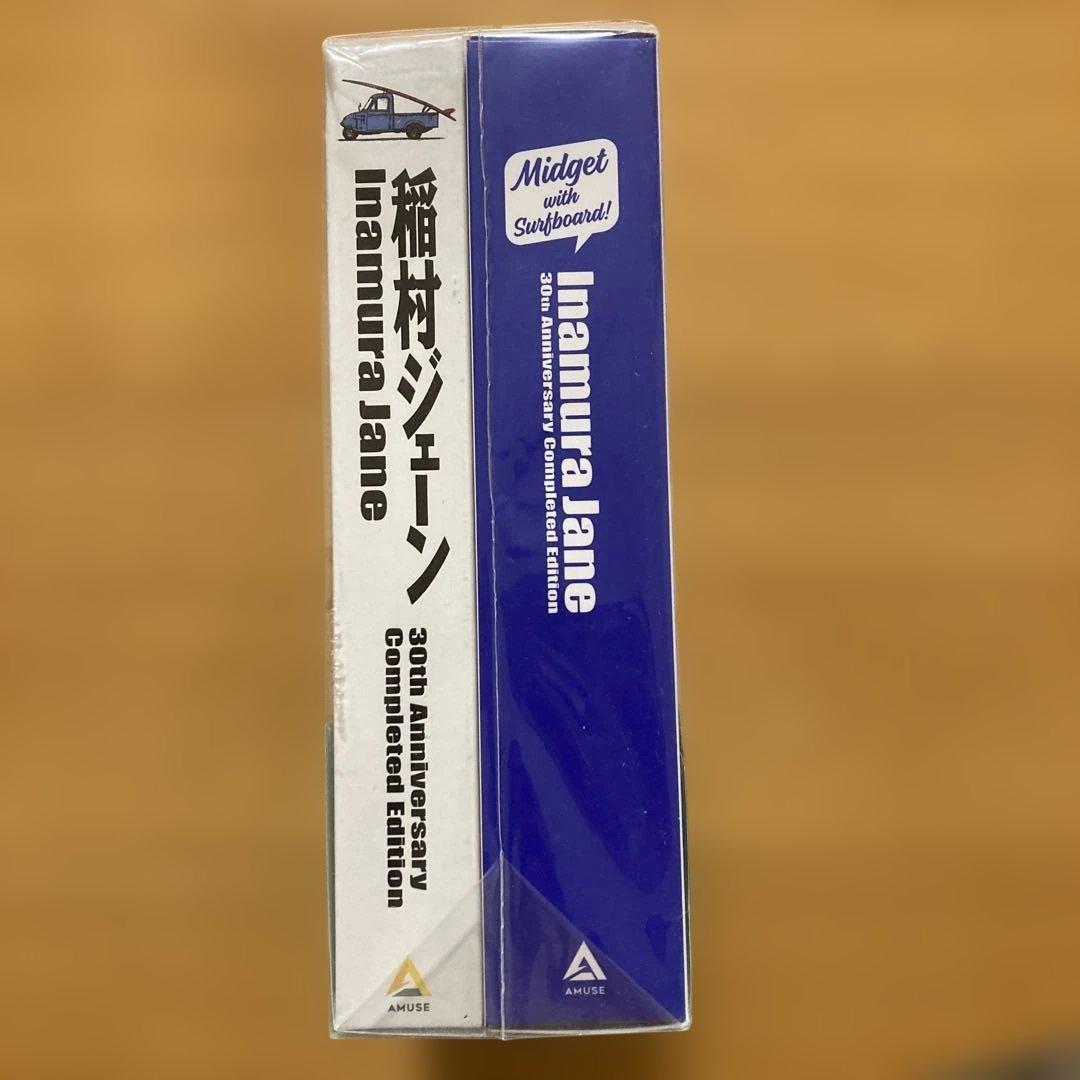 稲村ジェーン
Inamura Jane
30th Anniversary
Completed Edition
AMUSE
Midget
with
Surfboard!
Inamura Jane
30th Anniversary Completed Edition
AMUSE